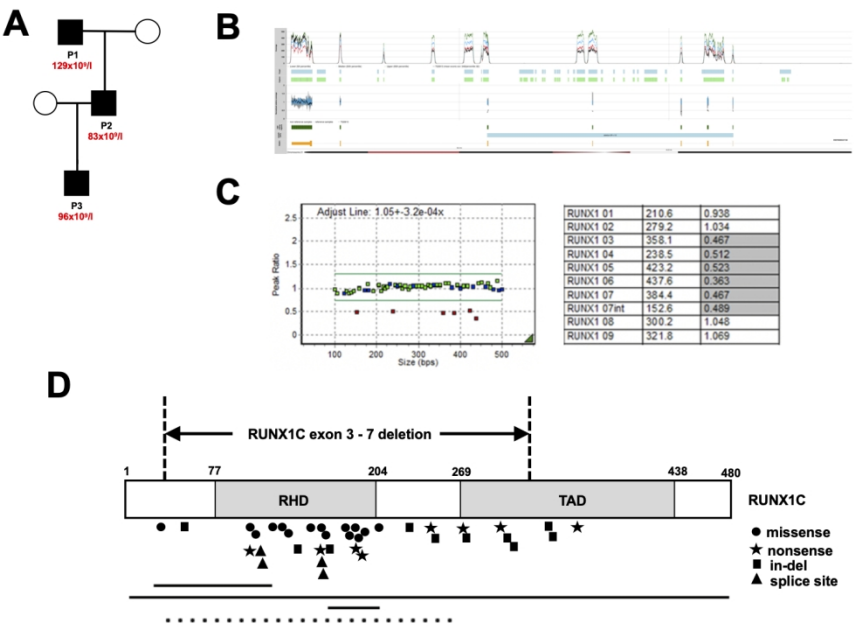 A
P1
129x10⁹/l
P2
83x10⁹/l
P3
96x10⁹/l
B
C
Adjust Line: 1.05+-3.2e-04x
Peak Ratio
2.5
2
1.5
1
0.5
0
100 200 300 400 500
Size (bps)
RUNX1 01 210.6 0.938
RUNX1 02 279.2 1.034
RUNX1 03 358.1 0.467
RUNX1 04 238.5 0.512
RUNX1 05 423.2 0.523
RUNX1 06 437.6 0.363
RUNX1 07 384.4 0.467
RUNX1 07int 152.6 0.489
RUNX1 08 300.2 1.048
RUNX1 09 321.8 1.069
D
RUNX1C exon 3 - 7 deletion
1 77 204 269 438 480
RHD TAD RUNX1C
missense
nonsense
in-del
splice site